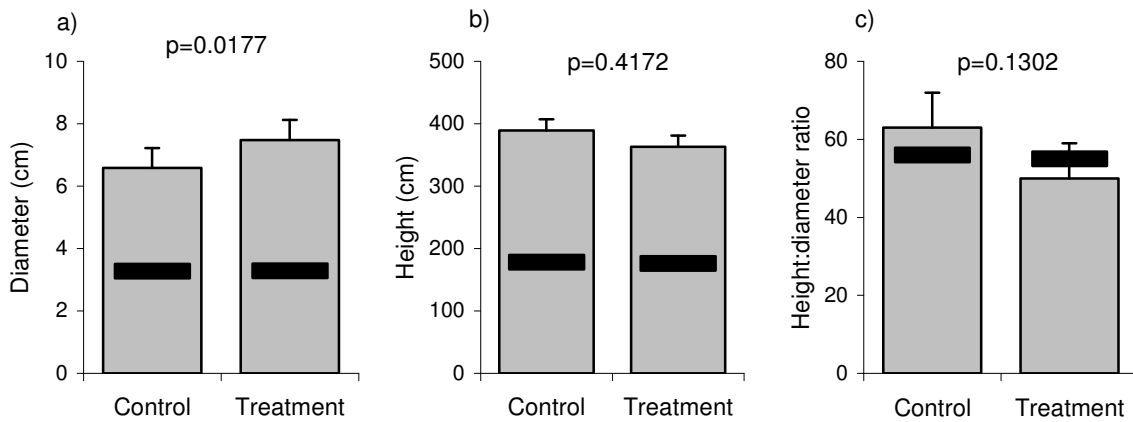 a)
p=0.0177
Diameter (cm)
10
8
6
4
2
0
Control Treatment
b)
p=0.4172
Height (cm)
500
400
300
200
100
0
Control Treatment
c)
p=0.1302
Height:diameter ratio
80
60
40
20
0
Control Treatment